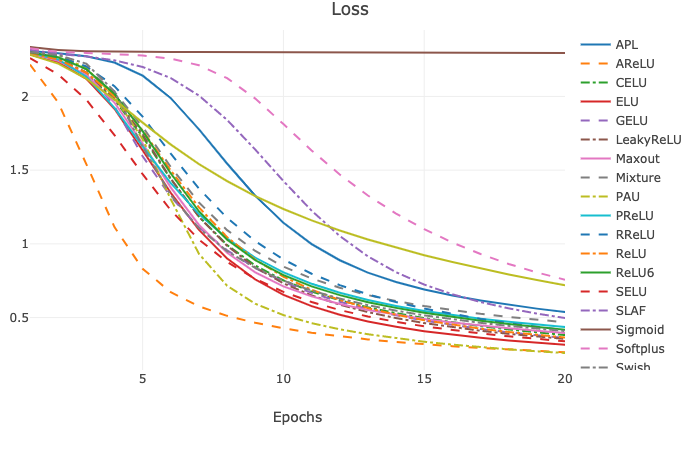 Loss
2
1.5
1
0.5
5
10
15
20
Epochs
APL
AReLU
CELU
ELU
GELU
LeakyReLU
Maxout
Mixture
PAU
PReLU
RReLU
ReLU
ReLU6
SELU
SLAF
Sigmoid
Softplus
Swish